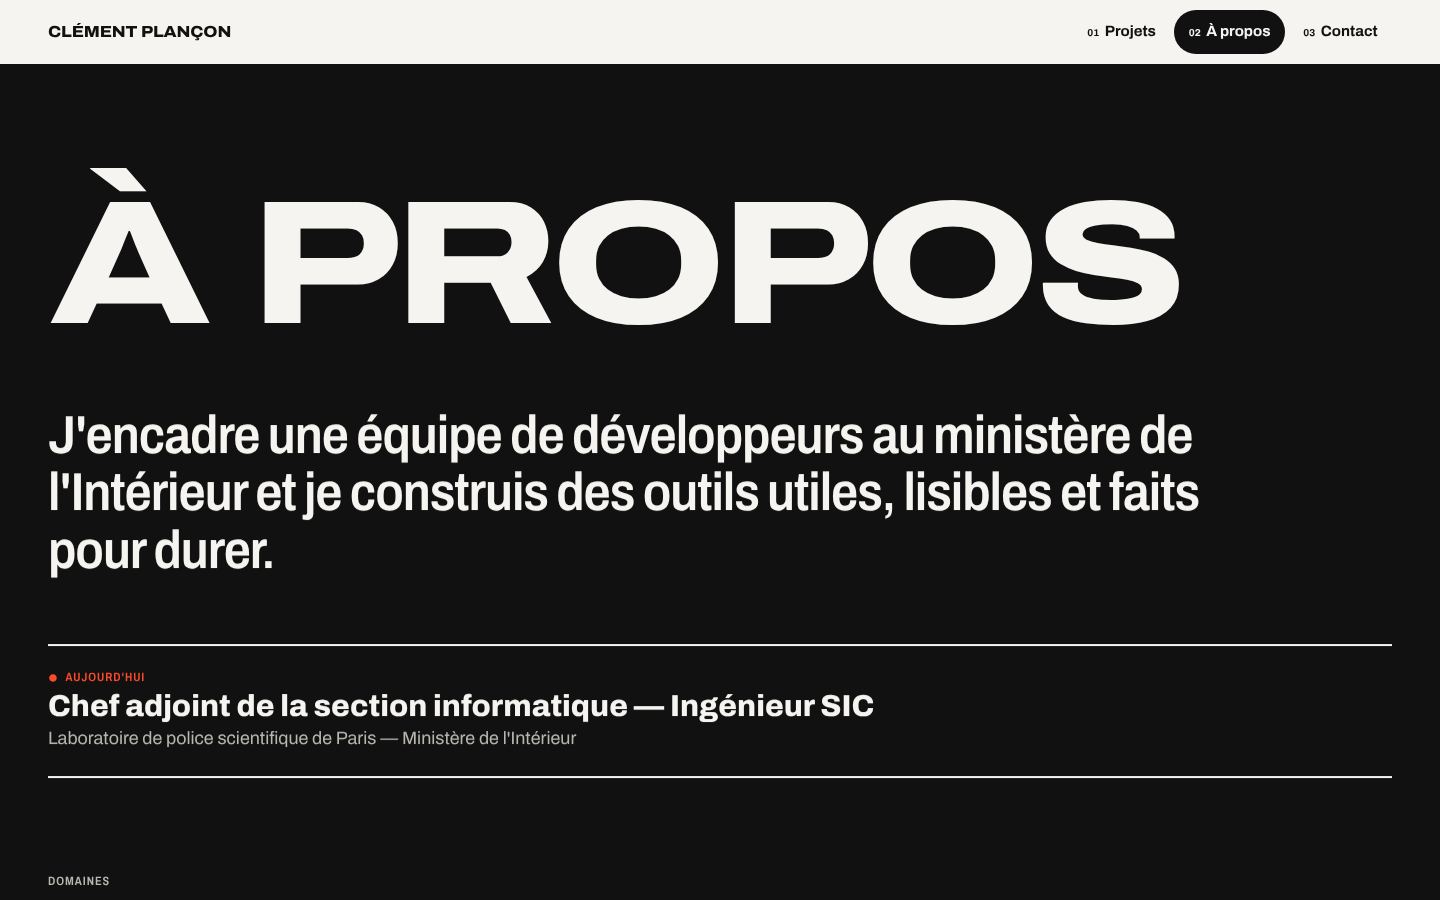 CLÉMENT PLANÇON
01 Projets
02 À propos
03 Contact
À PROPOS
J'encadre une équipe de développeurs au ministère de
l'Intérieur et je construis des outils utiles, lisibles et faits
pour durer.
AUJOURD'HUI
Chef adjoint de la section informatique — Ingénieur SIC
Laboratoire de police scientifique de Paris — Ministère de l'Intérieur
DOMAINES